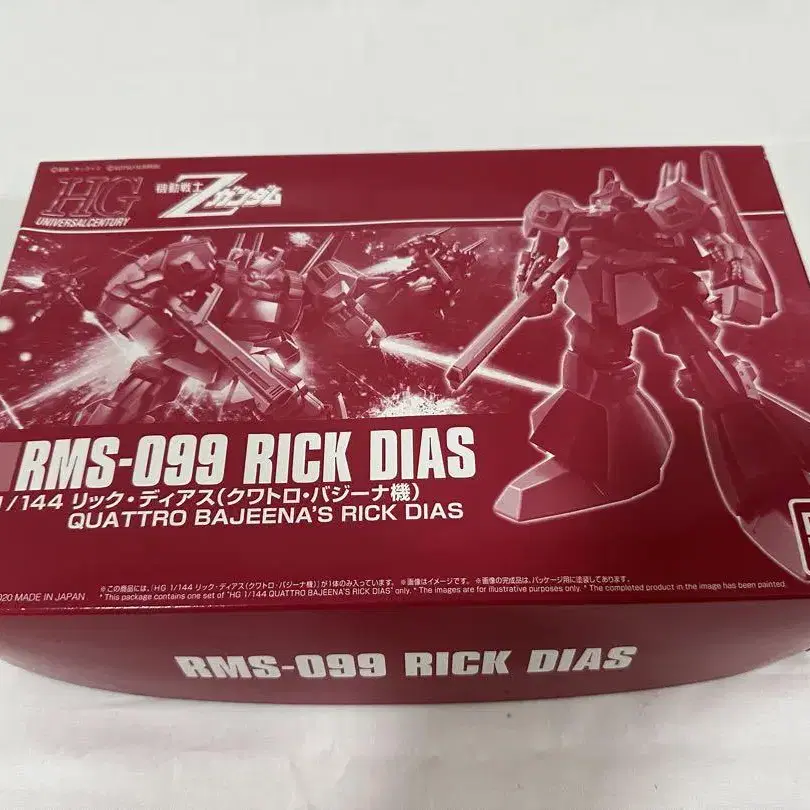 HG
UNIVERSAL CENTURY
機動戦士
Zガンダム
RMS-099 RICK DIAS
1/144 リック・ディアス(クワトロ・バジーナ機)
QUATTRO BAJEENA'S RICK DIAS
※この商品には、「HG 1/144 リック・ディアス(クワトロ・バジーナ機)」が1体のみ入っています。 ※画像はイメージです。 ※画像の完成品は、パッケージ用に塗装してあります。
* This package contains one set of "HG 1/144 QUATTRO BAJEENA'S RICK DIAS" only. * The images are for illustrative purposes only. * The completed product in the image has been painted.
MADE IN JAPAN
RMS-099 RICK DIAS